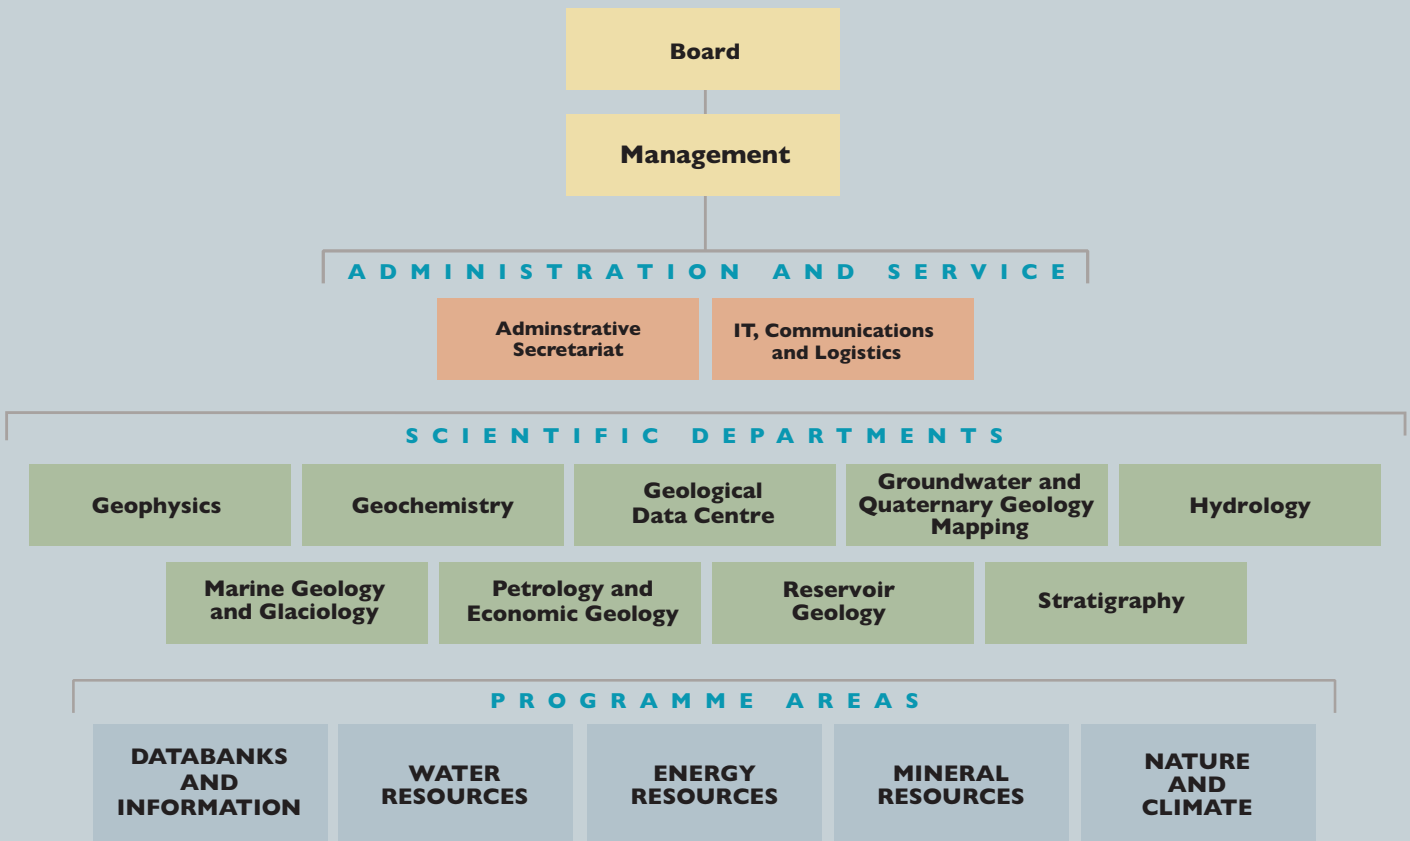 Board
Management
ADMINISTRATION AND SERVICE
Adminstrative
Secretariat
IT, Communications
and Logistics
SCIENTIFIC DEPARTMENTS
Geophysics
Geochemistry
Geological
Data Centre
Groundwater and
Quaternary Geology
Mapping
Hydrology
Marine Geology
and Glaciology
Petrology and
Economic Geology
Reservoir
Geology
Stratigraphy
PROGRAMME AREAS
DATABANKS
AND
INFORMATION
WATER
RESOURCES
ENERGY
RESOURCES
MINERAL
RESOURCES
NATURE
AND
CLIMATE